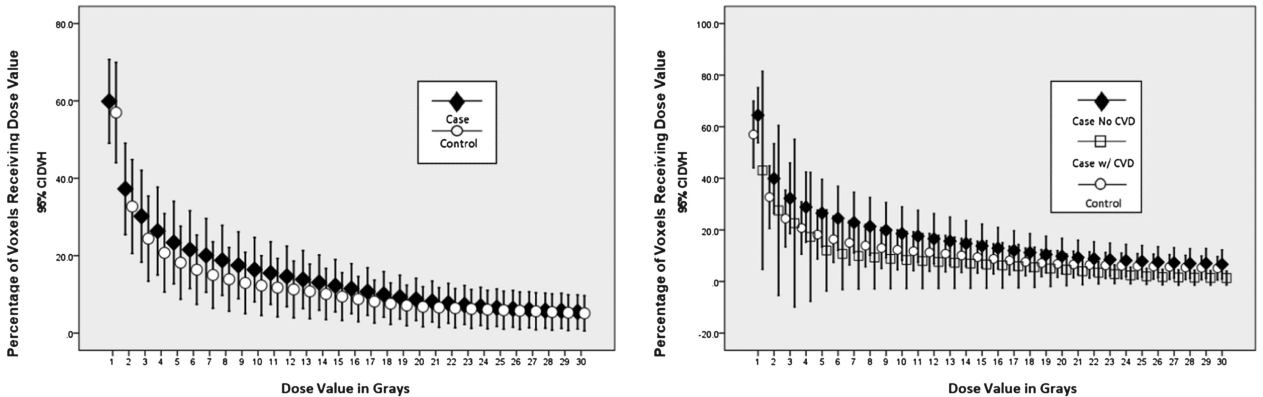 Percentage of Voxels Receiving Dose Value
95% CI DVH
80.0
60.0
40.0
20.0
.0
Case
Control
1 2 3 4 5 6 7 8 9 10 11 12 13 14 15 16 17 18 19 20 21 22 23 24 25 26 27 28 29 30
Dose Value in Grays
Percentage of Voxels Receiving Dose Value
95% CI DVH
100.0
80.0
60.0
40.0
20.0
.0
-20.0
Case No CVD
Case w/ CVD
Control
1 2 3 4 5 6 7 8 9 10 11 12 13 14 15 16 17 18 19 20 21 22 23 24 25 26 27 28 29 30
Dose Value in Grays